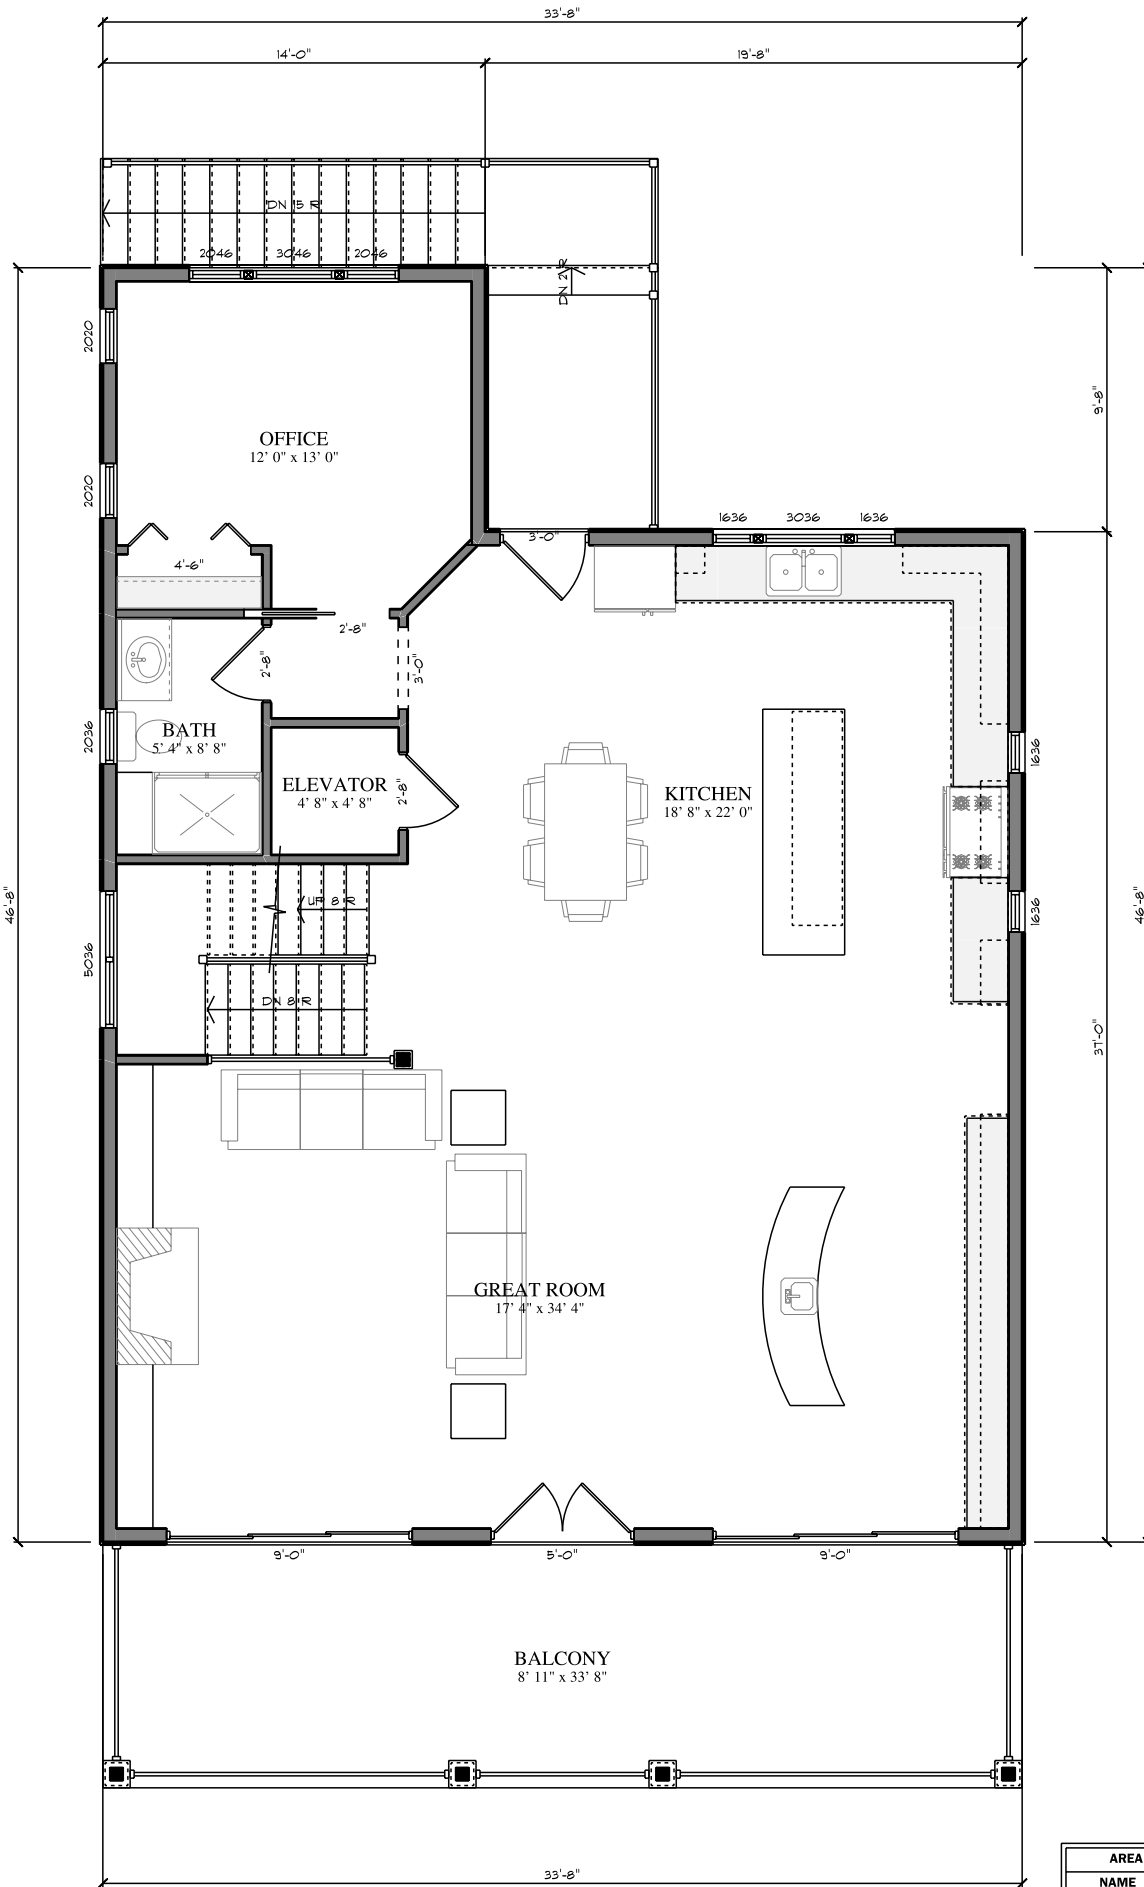 33'-8"
14'-0" 19'-8"
DN 15 R
2046 3046 2046
DN 2 R
2020
9'-8"
OFFICE
12' 0" x 13' 0"
2020
1636 3036 1636
3'-0"
4'-6"
2'-8"
2'-8"
3'-0"
2036
BATH
5' 4" x 8' 8"
1636
ELEVATOR
4' 8" x 4' 8"
2'-8"
KITCHEN
18' 8" x 22' 0"
46'-8"
UP 8 R
1636
46'-8"
5036
DN 8 R
37'-0"
GREAT ROOM
17' 4" x 34' 4"
9'-0" 5'-0" 9'-0"
BALCONY
8' 11" x 33' 8"
33'-8"
AREA
NAME